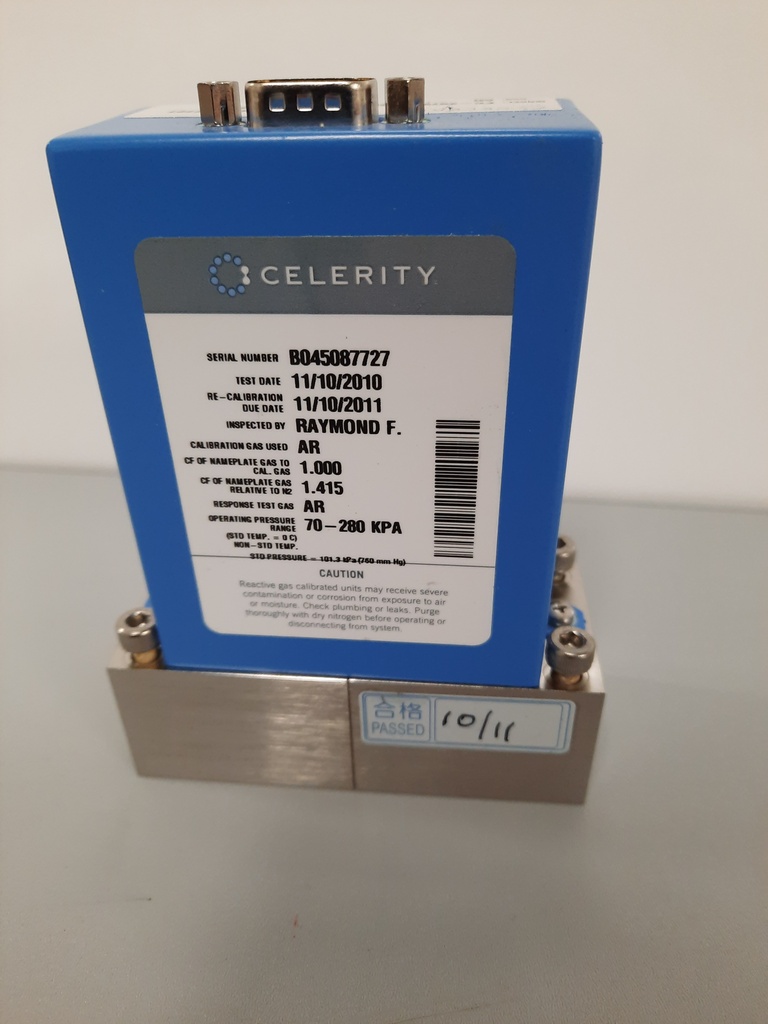 CELERITY
SERIAL NUMBER B045087727
TEST DATE 11/10/2010
RE-CALIBRATION
DUE DATE 11/10/2011
INSPECTED BY RAYMOND F.
CALIBRATION GAS USED AR
CF OF NAMEPLATE GAS TO
CAL. GAS 1.000
CF OF NAMEPLATE GAS
RELATIVE TO N2 1.415
RESPONSE TEST GAS AR
OPERATING PRESSURE
RANGE 70-280 KPA
(STD TEMP. = 0 C)
NON-STD TEMP.
STD PRESSURE = 101.3 kPa (760 mm Hg)
CAUTION
Reactive gas calibrated units may receive severe
contamination or corrosion from exposure to air
or moisture. Check plumbing or leaks. Purge
thoroughly with dry nitrogen before operating or
disconnecting from system.
合格
PASSED 10/11